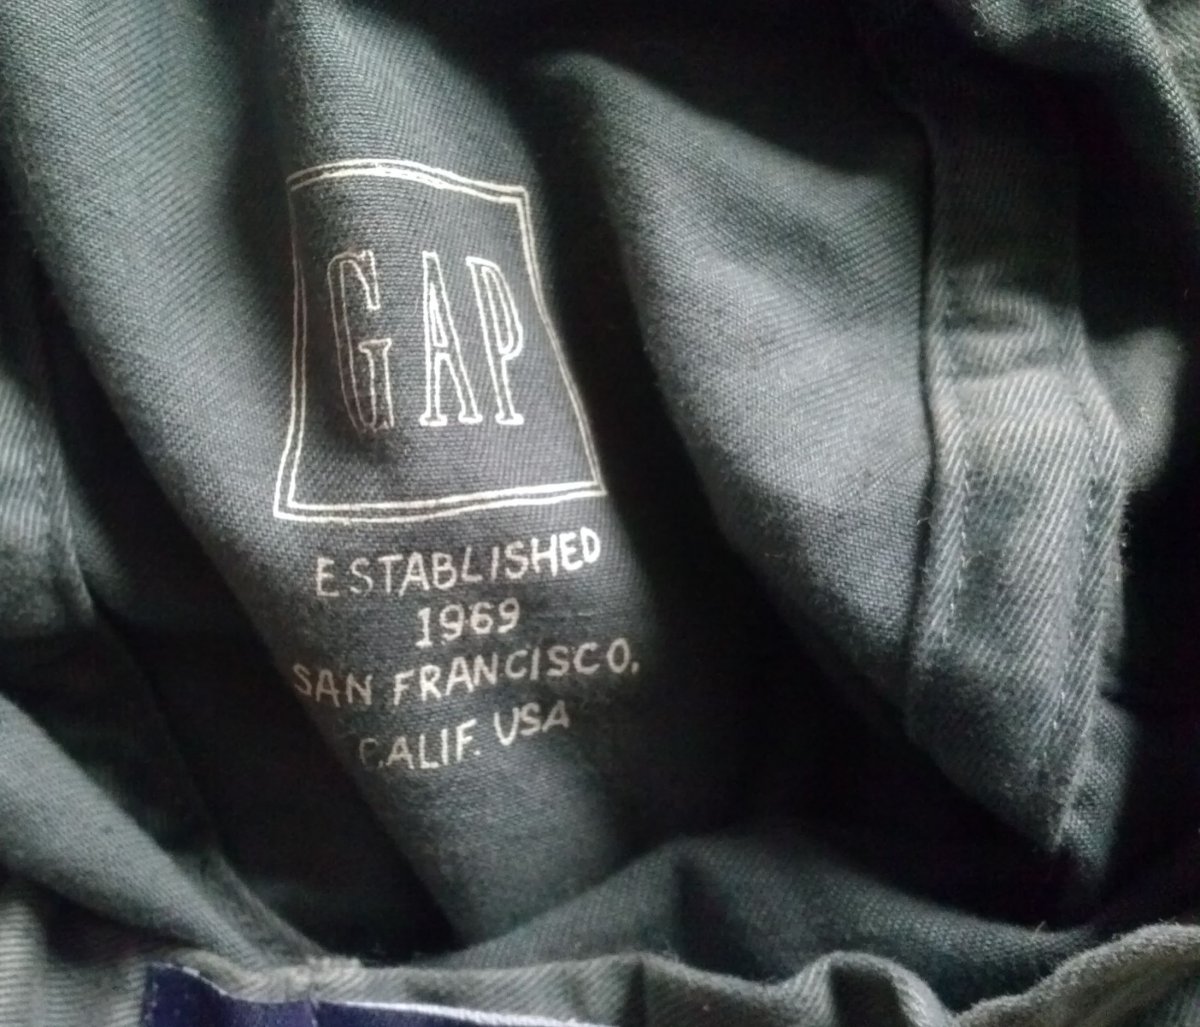 GAP
ESTABLISHED
1969
SAN FRANCISCO,
CALIF. USA